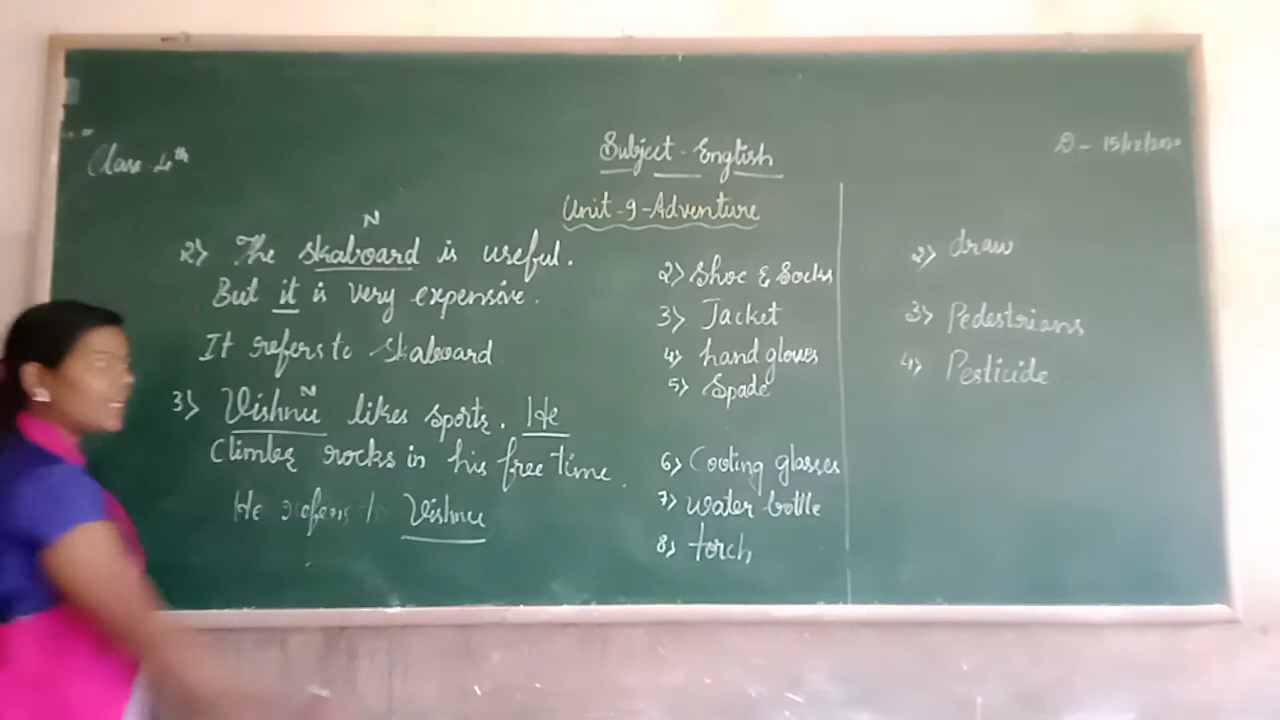 Class-4th
Subject-English
D-15/12/2020
Unit-9-Adventure
N
2) The skaboard is useful.
But it is very expensive.
It refers to skaboard
N
3) Vishnu likes sports. He
Climbs rocks in his free time.
He refers to Vishnu
2) Shoe & Socks
3) Jacket
4) hand gloves
5) Spade
6) Cooling glasses
7) water bottle
8) torch
2) draw
3) Pedestrians
4) Pesticide